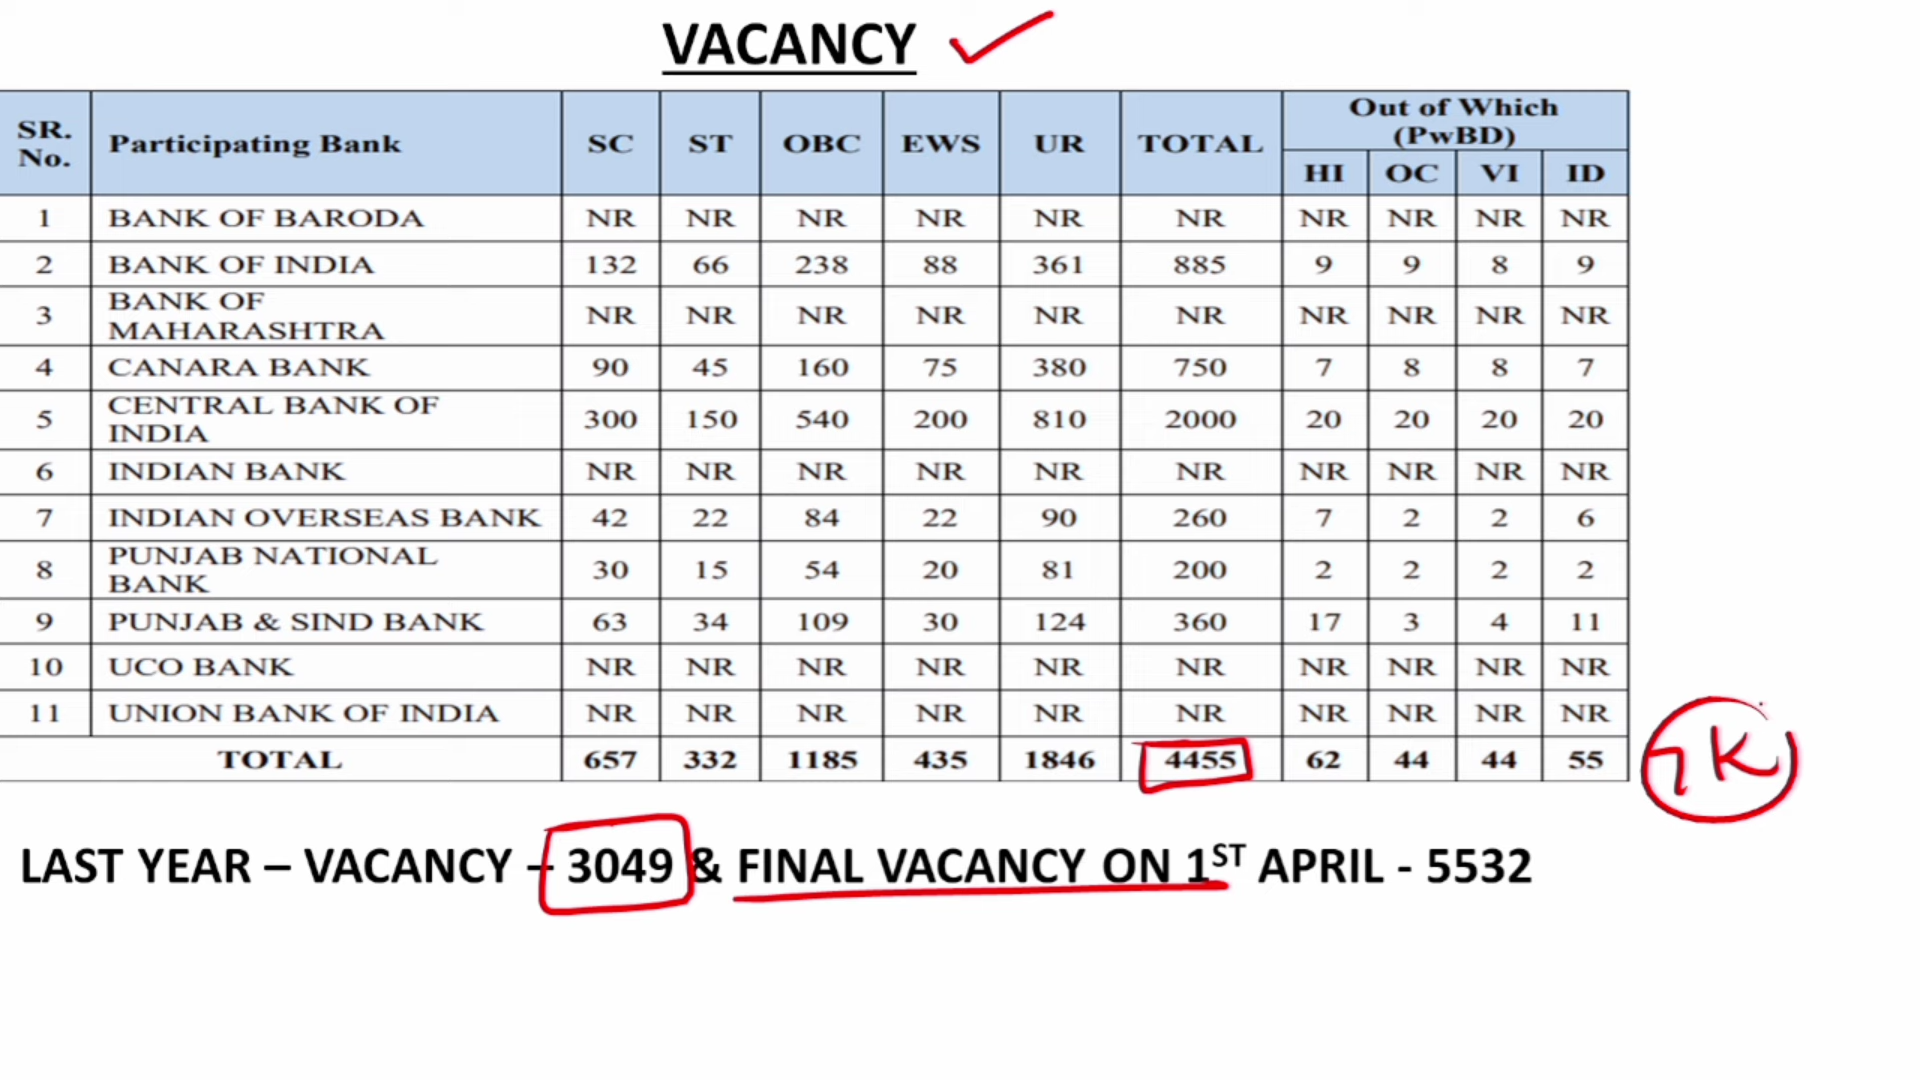 VACANCY
SR. No. Participating Bank SC ST OBC EWS UR TOTAL Out of Which (PwBD)
HI OC VI ID
1 BANK OF BARODA NR NR NR NR NR NR NR NR NR NR
2 BANK OF INDIA 132 66 238 88 361 885 9 9 8 9
3 BANK OF MAHARASHTRA NR NR NR NR NR NR NR NR NR NR
4 CANARA BANK 90 45 160 75 380 750 7 8 8 7
5 CENTRAL BANK OF INDIA 300 150 540 200 810 2000 20 20 20 20
6 INDIAN BANK NR NR NR NR NR NR NR NR NR NR
7 INDIAN OVERSEAS BANK 42 22 84 22 90 260 7 2 2 6
8 PUNJAB NATIONAL BANK 30 15 54 20 81 200 2 2 2 2
9 PUNJAB & SIND BANK 63 34 109 30 124 360 17 3 4 11
10 UCO BANK NR NR NR NR NR NR NR NR NR NR
11 UNION BANK OF INDIA NR NR NR NR NR NR NR NR NR NR
TOTAL 657 332 1185 435 1846 4455 62 44 44 55
7K
LAST YEAR – VACANCY – 3049 & FINAL VACANCY ON 1ST APRIL - 5532